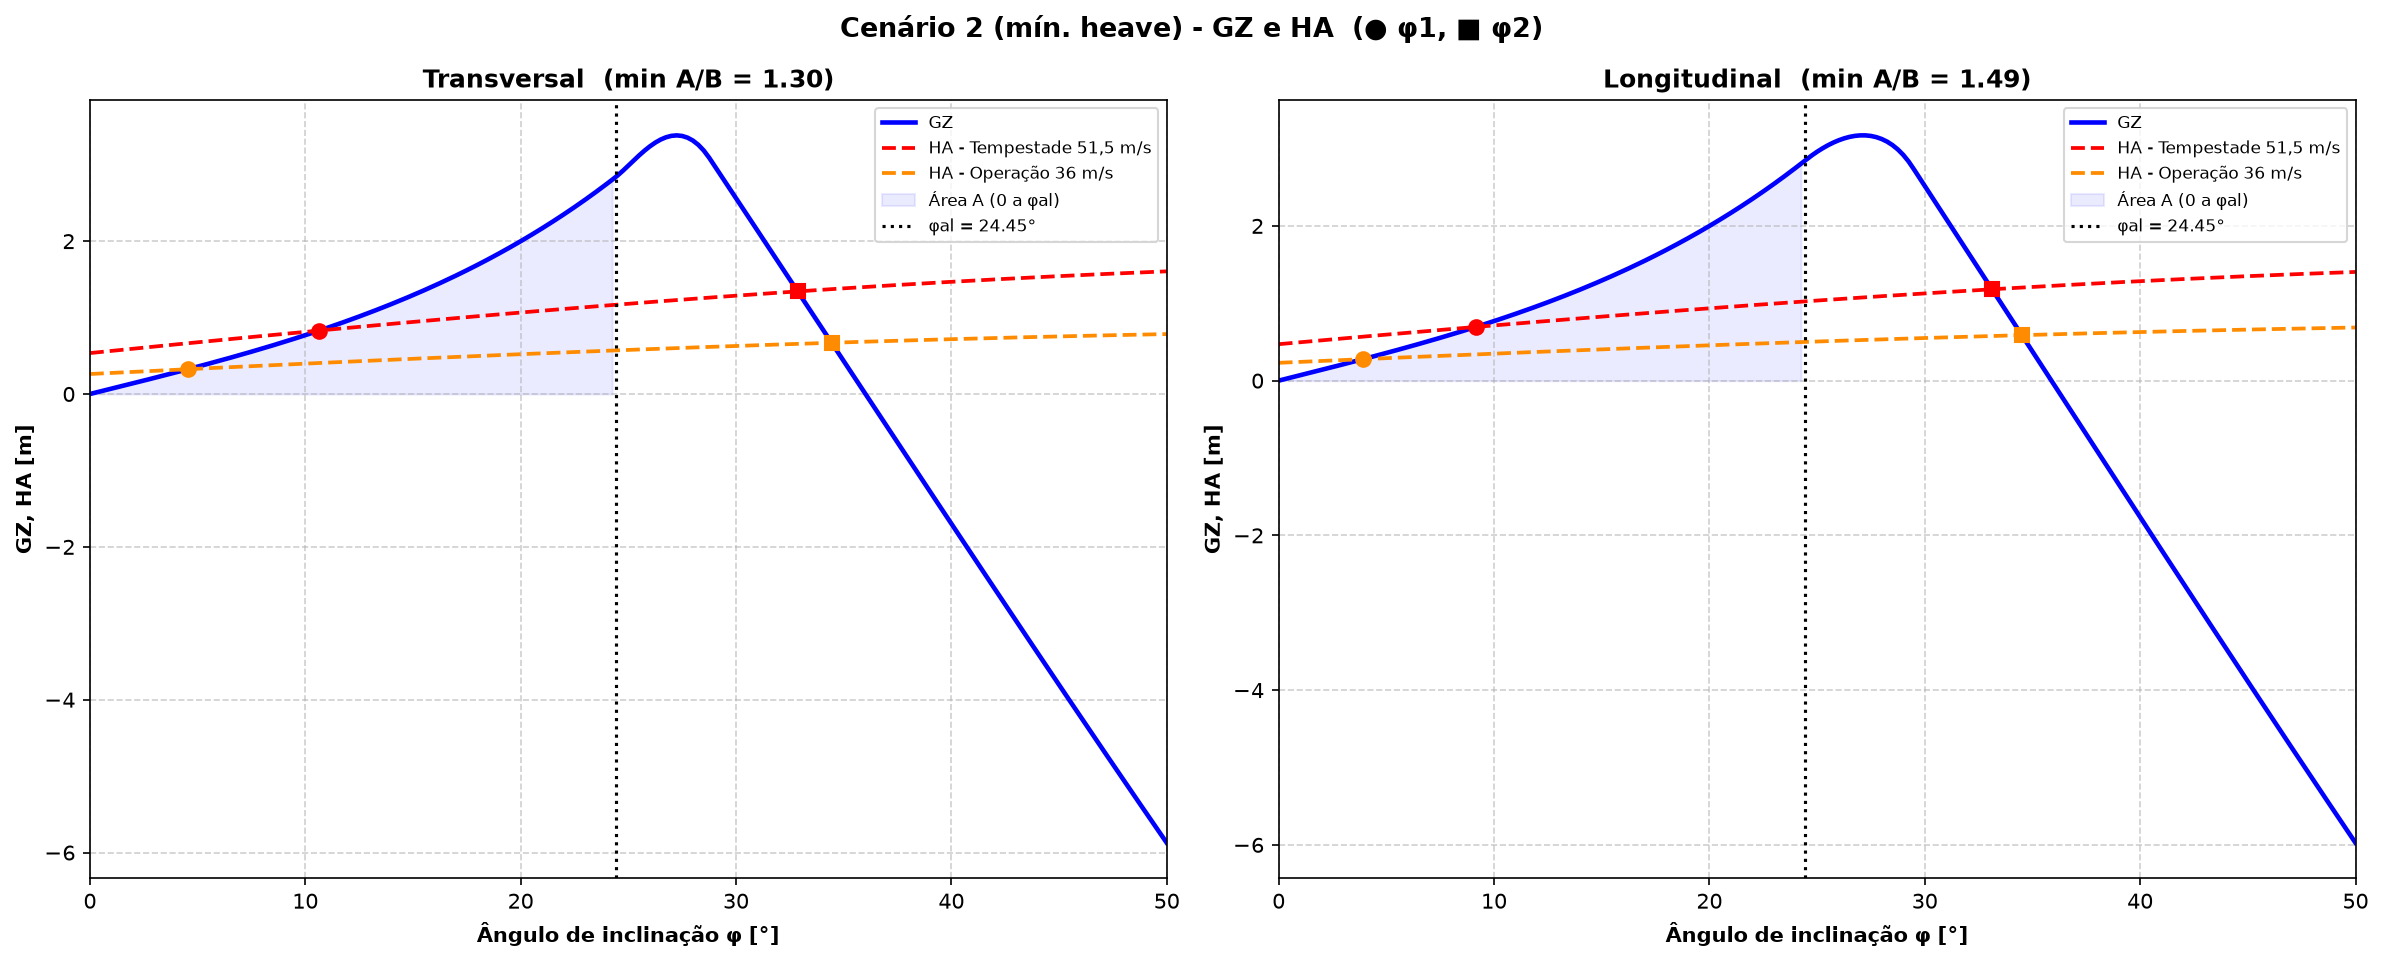 Cenário 2 (mín. heave) - GZ e HA (● φ1, ■ φ2)
Transversal (min A/B = 1.30)
GZ
HA - Tempestade 51,5 m/s
HA - Operação 36 m/s
Área A (0 a φal)
φal = 24.45°
GZ, HA [m]
2
0
−2
−4
−6
0 10 20 30 40 50
Ângulo de inclinação φ [°]
Longitudinal (min A/B = 1.49)
GZ
HA - Tempestade 51,5 m/s
HA - Operação 36 m/s
Área A (0 a φal)
φal = 24.45°
GZ, HA [m]
2
0
−2
−4
−6
0 10 20 30 40 50
Ângulo de inclinação φ [°]